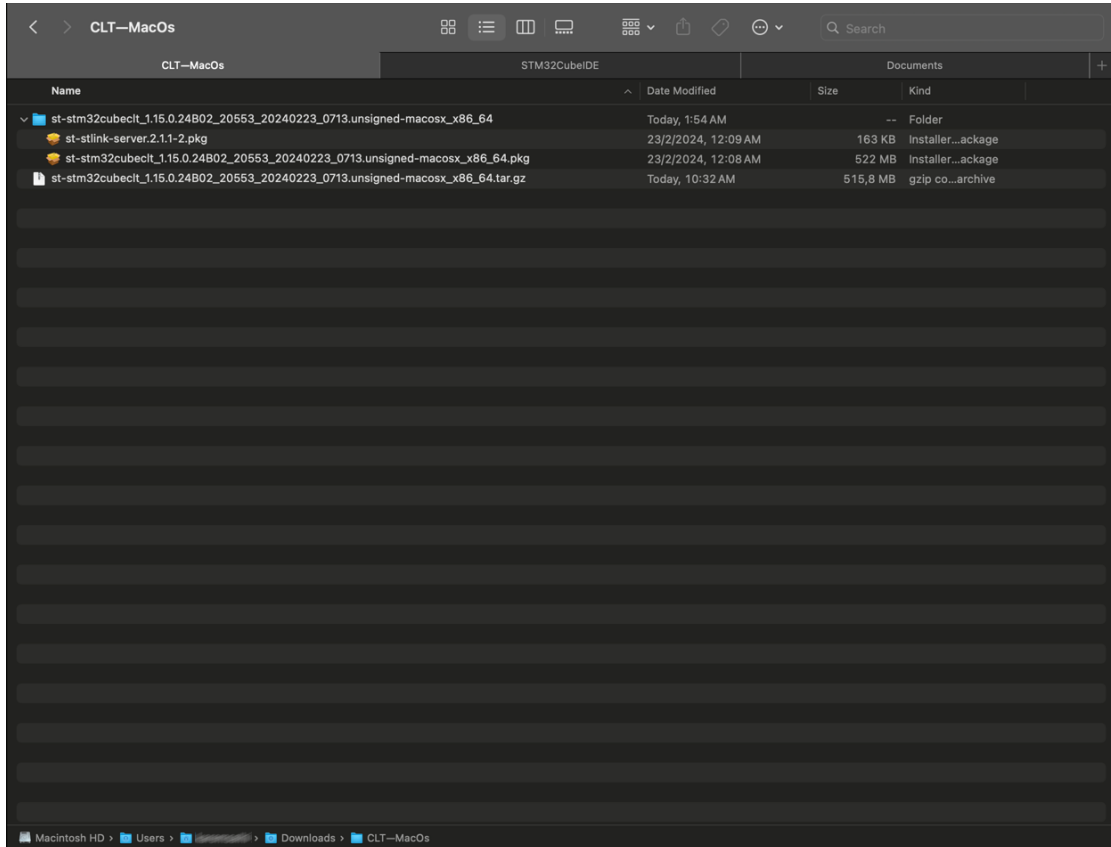 CLT—MacOs
Search
CLT—MacOs STM32CubeIDE Documents
Name Date Modified Size Kind
st-stm32cubeclt_1.15.0.24B02_20553_20240223_0713.unsigned-macosx_x86_64 Today, 1:54 AM -- Folder
st-stlink-server.2.1.1-2.pkg 23/2/2024, 12:09 AM 163 KB Installer...ackage
st-stm32cubeclt_1.15.0.24B02_20553_20240223_0713.unsigned-macosx_x86_64.pkg 23/2/2024, 12:08 AM 522 MB Installer...ackage
st-stm32cubeclt_1.15.0.24B02_20553_20240223_0713.unsigned-macosx_x86_64.tar.gz Today, 10:32 AM 515,8 MB gzip co...archive
Macintosh HD › Users › › Downloads › CLT—MacOs